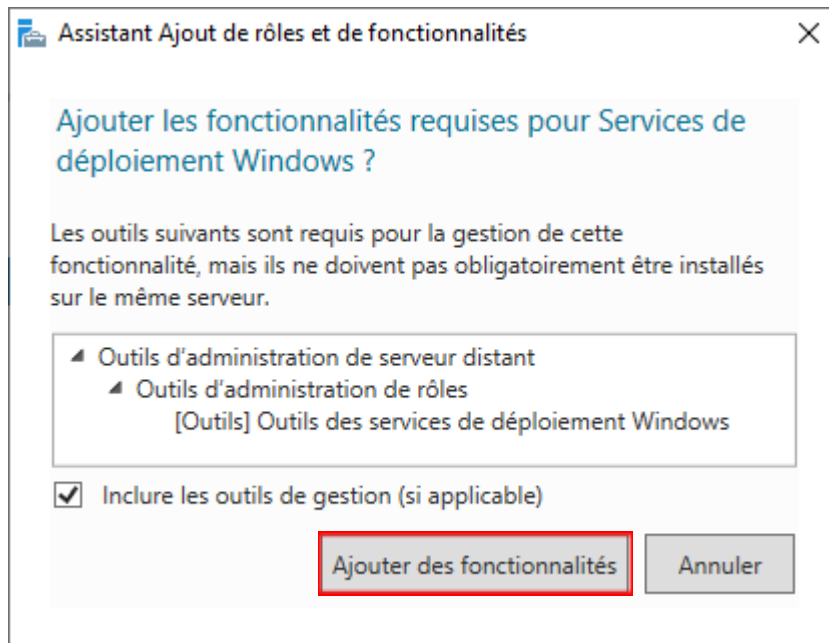 Assistant Ajout de rôles et de fonctionnalités
Ajouter les fonctionnalités requises pour Services de
déploiement Windows ?
Les outils suivants sont requis pour la gestion de cette
fonctionnalité, mais ils ne doivent pas obligatoirement être installés
sur le même serveur.
Outils d'administration de serveur distant
Outils d'administration de rôles
[Outils] Outils des services de déploiement Windows
Inclure les outils de gestion (si applicable)
Ajouter des fonctionnalités Annuler